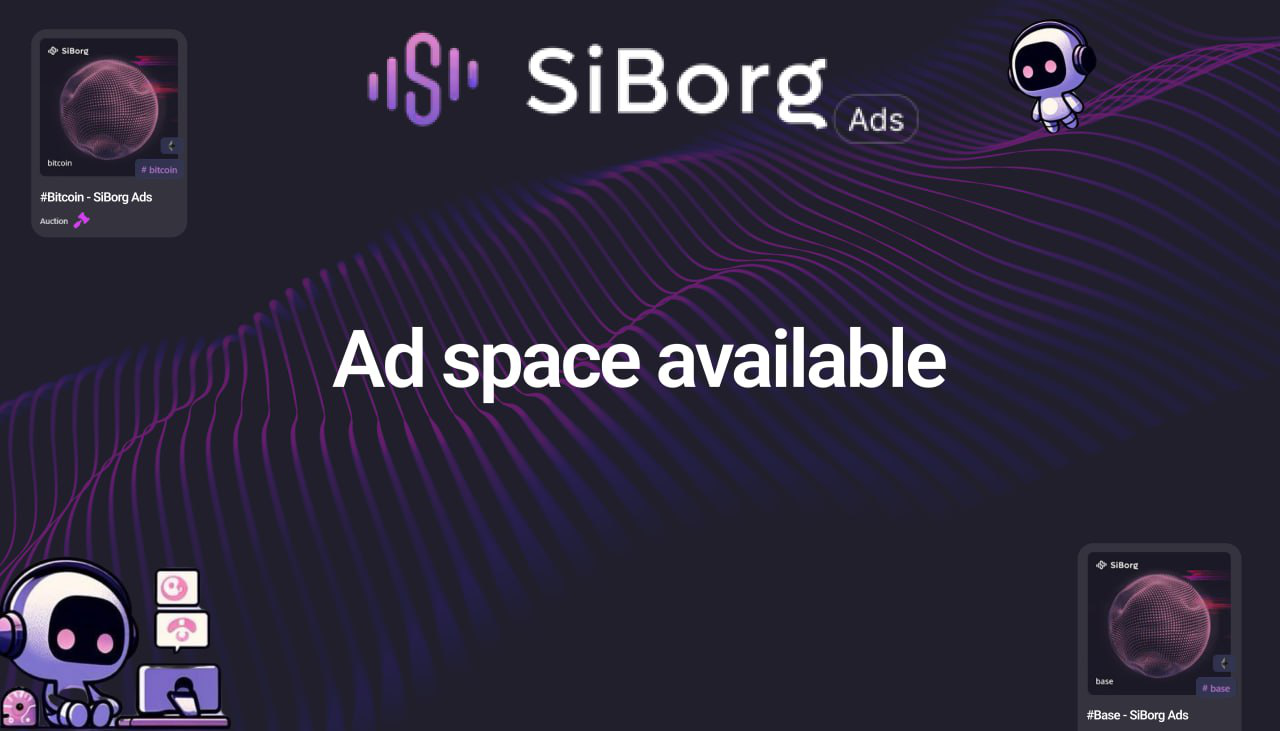 SiBorg
bitcoin
# bitcoin
#Bitcoin - SiBorg Ads
Auction
SiBorg
Ads
Ad space available
SiBorg
base
# base
#Base - SiBorg Ads